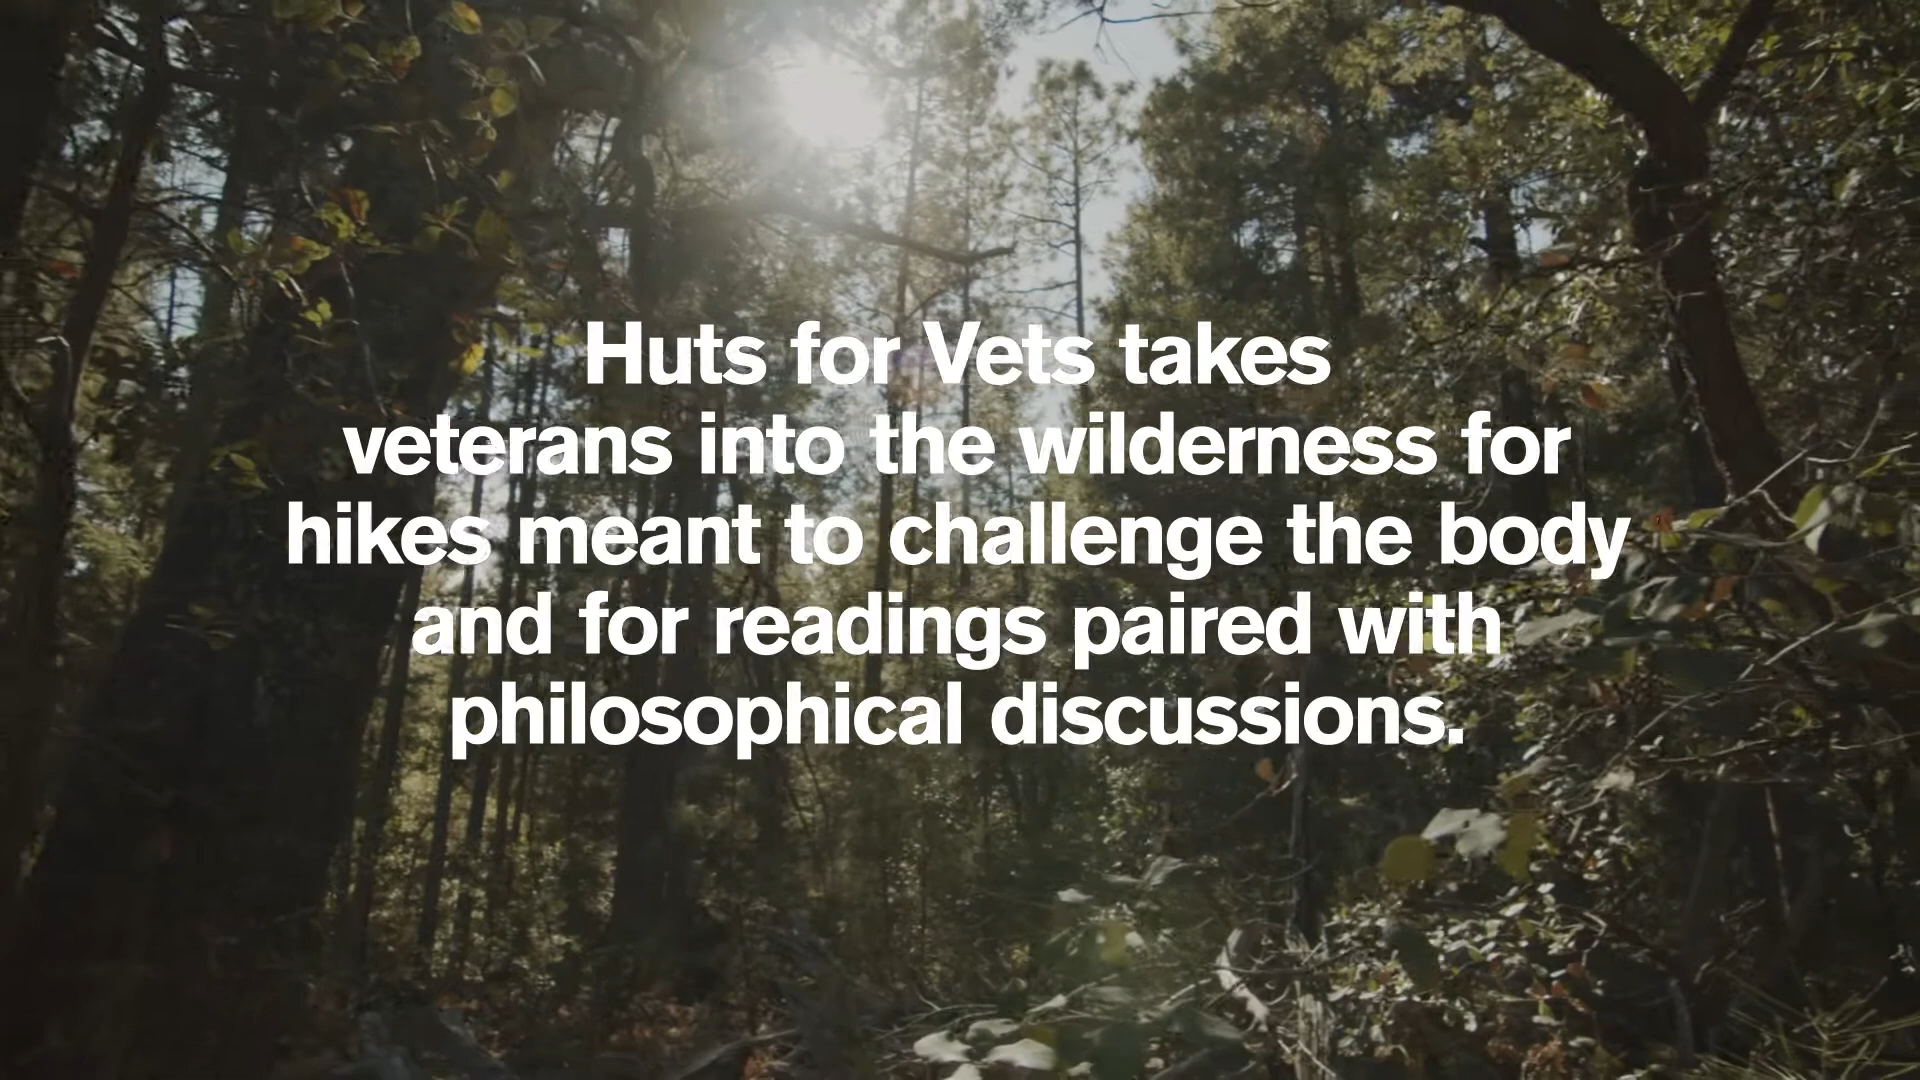 Huts for Vets takes
veterans into the wilderness for
hikes meant to challenge the body
and for readings paired with
philosophical discussions.